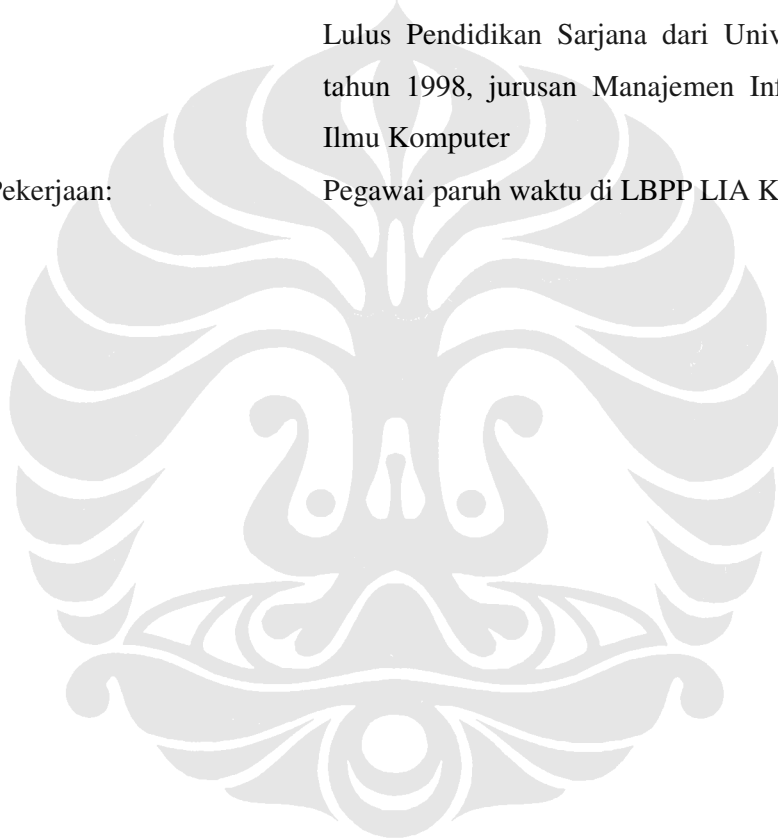 Lulus Pendidikan Sarjana dari Univ
tahun 1998, jurusan Manajemen Inf
Ilmu Komputer
Pekerjaan: Pegawai paruh waktu di LBPP LIA K